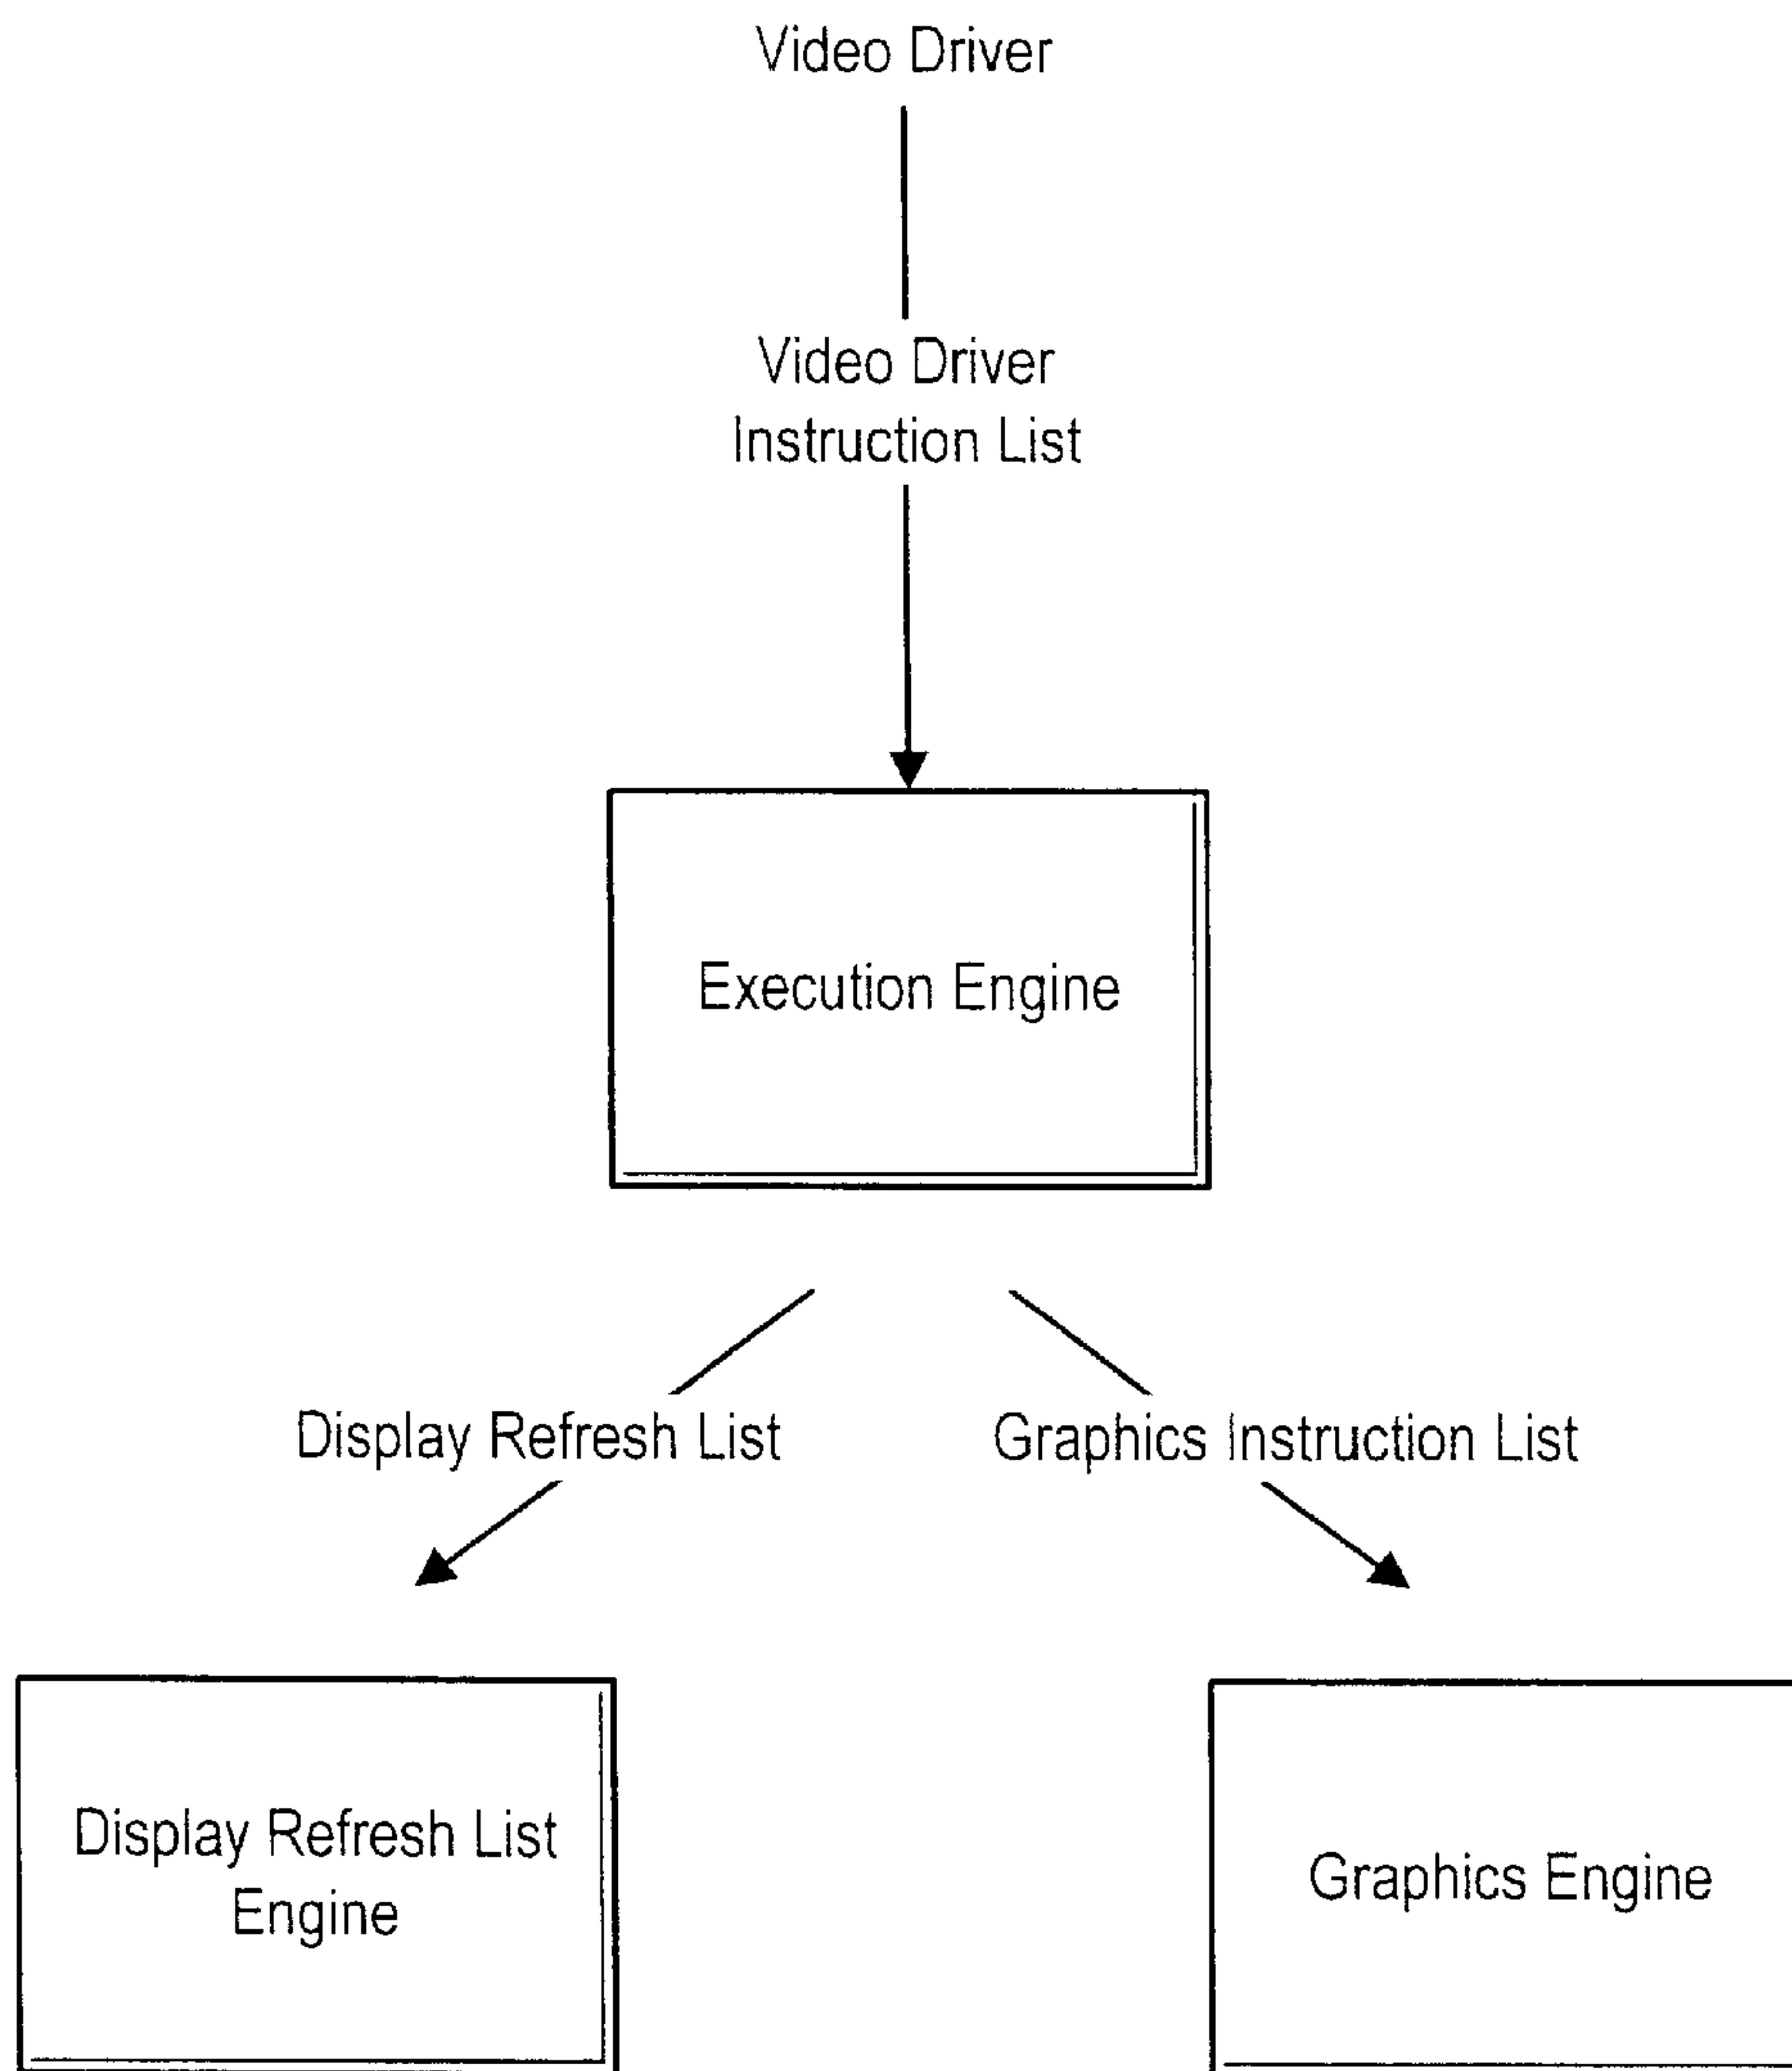 Video Driver
Video Driver
Instruction List
Execution Engine
Display Refresh List
Graphics Instruction List
Display Refresh List
Engine
Graphics Engine